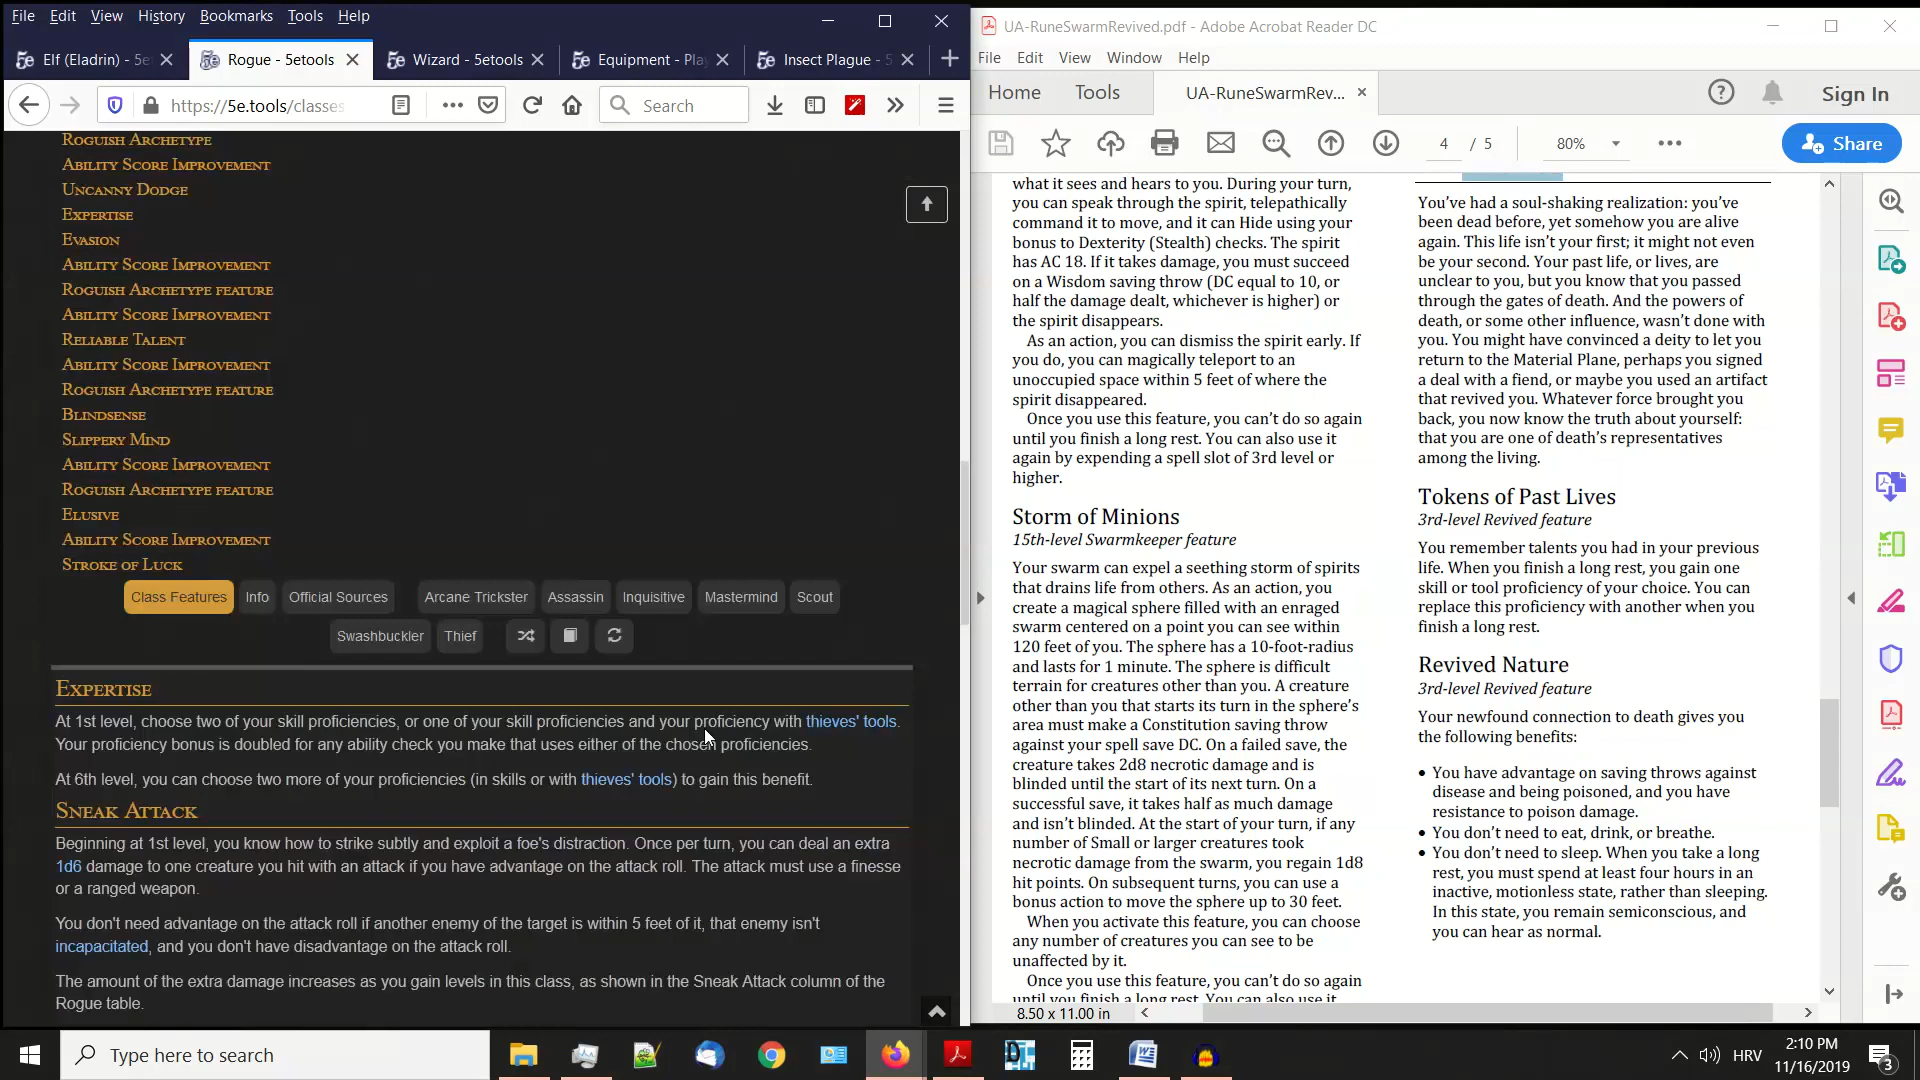 File Edit View History Bookmarks Tools Help
Elf (Eladrin) - 5e
Rogue - 5etools
Wizard - 5etools
Equipment - Pla
Insect Plague - 5
https://5e.tools/classes
Search
Roguish Archetype
Ability Score Improvement
Uncanny Dodge
Expertise
Evasion
Ability Score Improvement
Roguish Archetype feature
Ability Score Improvement
Reliable Talent
Ability Score Improvement
Roguish Archetype feature
Blindsense
Slippery Mind
Ability Score Improvement
Roguish Archetype feature
Elusive
Ability Score Improvement
Stroke of Luck
Class Features Info Official Sources Arcane Trickster Assassin Inquisitive Mastermind Scout
Swashbuckler Thief
Expertise
At 1st level, choose two of your skill proficiencies, or one of your skill proficiencies and your proficiency with thieves' tools.
Your proficiency bonus is doubled for any ability check you make that uses either of the chosen proficiencies.
At 6th level, you can choose two more of your proficiencies (in skills or with thieves' tools) to gain this benefit.
Sneak Attack
Beginning at 1st level, you know how to strike subtly and exploit a foe's distraction. Once per turn, you can deal an extra
1d6 damage to one creature you hit with an attack if you have advantage on the attack roll. The attack must use a finesse
or a ranged weapon.
You don't need advantage on the attack roll if another enemy of the target is within 5 feet of it, that enemy isn't
incapacitated, and you don't have disadvantage on the attack roll.
The amount of the extra damage increases as you gain levels in this class, as shown in the Sneak Attack column of the
Rogue table.
UA-RuneSwarmRevived.pdf - Adobe Acrobat Reader DC
File Edit View Window Help
Home Tools UA-RuneSwarmRev... Sign In
4 / 5 80% Share
what it sees and hears to you. During your turn,
you can speak through the spirit, telepathically
command it to move, and it can Hide using your
bonus to Dexterity (Stealth) checks. The spirit
has AC 18. If it takes damage, you must succeed
on a Wisdom saving throw (DC equal to 10, or
half the damage dealt, whichever is higher) or
the spirit disappears.
As an action, you can dismiss the spirit early. If
you do, you can magically teleport to an
unoccupied space within 5 feet of where the
spirit disappeared.
Once you use this feature, you can't do so again
until you finish a long rest. You can also use it
again by expending a spell slot of 3rd level or
higher.
Storm of Minions
15th-level Swarmkeeper feature
Your swarm can expel a seething storm of spirits
that drains life from others. As an action, you
create a magical sphere filled with an enraged
swarm centered on a point you can see within
120 feet of you. The sphere has a 10-foot-radius
and lasts for 1 minute. The sphere is difficult
terrain for creatures other than you. A creature
other than you that starts its turn in the sphere's
area must make a Constitution saving throw
against your spell save DC. On a failed save, the
creature takes 2d8 necrotic damage and is
blinded until the start of its next turn. On a
successful save, it takes half as much damage
and isn't blinded. At the start of your turn, if any
number of Small or larger creatures took
necrotic damage from the swarm, you regain 1d8
hit points. On subsequent turns, you can use a
bonus action to move the sphere up to 30 feet.
When you activate this feature, you can choose
any number of creatures you can see to be
unaffected by it.
Once you use this feature, you can't do so again
until you finish a long rest. You can also use it
You've had a soul-shaking realization: you've
been dead before, yet somehow you are alive
again. This life isn't your first; it might not even
be your second. Your past life, or lives, are
unclear to you, but you know that you passed
through the gates of death. And the powers of
death, or some other influence, wasn't done with
you. You might have convinced a deity to let you
return to the Material Plane, perhaps you signed
a deal with a fiend, or maybe you used an artifact
that revived you. Whatever force brought you
back, you now know the truth about yourself:
that you are one of death's representatives
among the living.
Tokens of Past Lives
3rd-level Revived feature
You remember talents you had in your previous
life. When you finish a long rest, you gain one
skill or tool proficiency of your choice. You can
replace this proficiency with another when you
finish a long rest.
Revived Nature
3rd-level Revived feature
Your newfound connection to death gives you
the following benefits:
• You have advantage on saving throws against
disease and being poisoned, and you have
resistance to poison damage.
• You don't need to eat, drink, or breathe.
• You don't need to sleep. When you take a long
rest, you must spend at least four hours in an
inactive, motionless state, rather than sleeping.
In this state, you remain semiconscious, and
you can hear as normal.
8.50 x 11.00 in
Type here to search
HRV
2:10 PM
11/16/2019
3